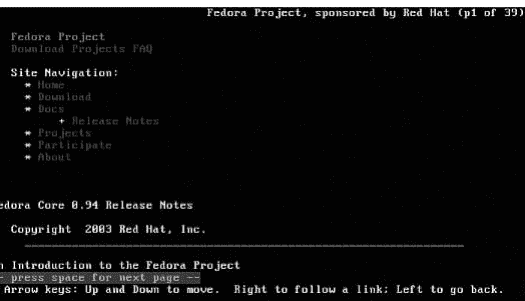 Fedora Project, sponsored by Red Hat (p1 of 39)
Fedora Project
Download Projects FAQ
Site Navigation:
* Home
* Download
* Docs
+ Release Notes
* Projects
* Participate
* About
edora Core 0.94 Release Notes
Copyright 2003 Red Hat, Inc.
n Introduction to the Fedora Project
- press space for next page --
Arrow keys: Up and Down to move. Right to follow a link; Left to go back.